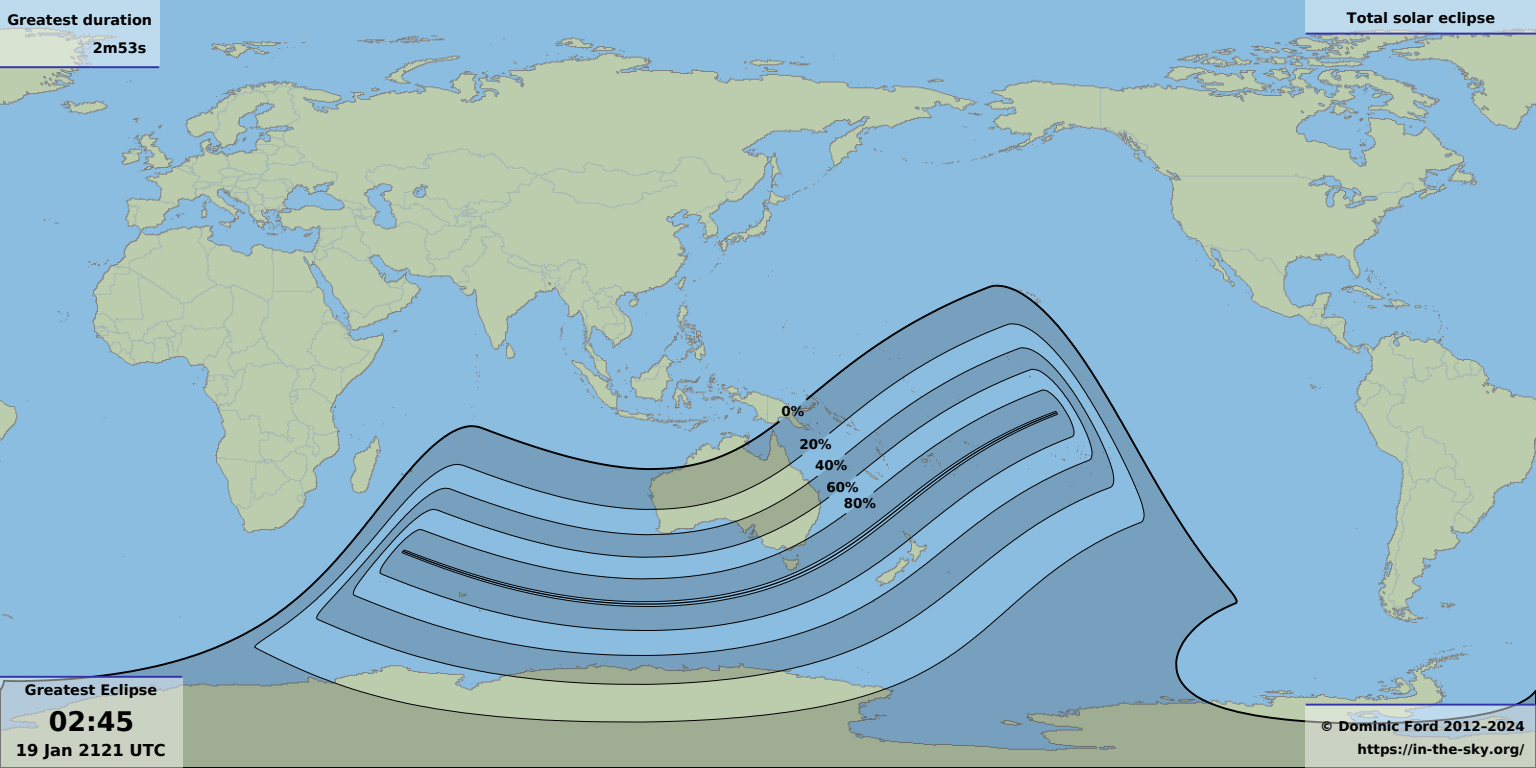 Greatest duration
2m53s
Total solar eclipse
0%
20%
40%
60%
80%
Greatest Eclipse
02:45
19 Jan 2121 UTC
© Dominic Ford 2012–2024
https://in-the-sky.org/